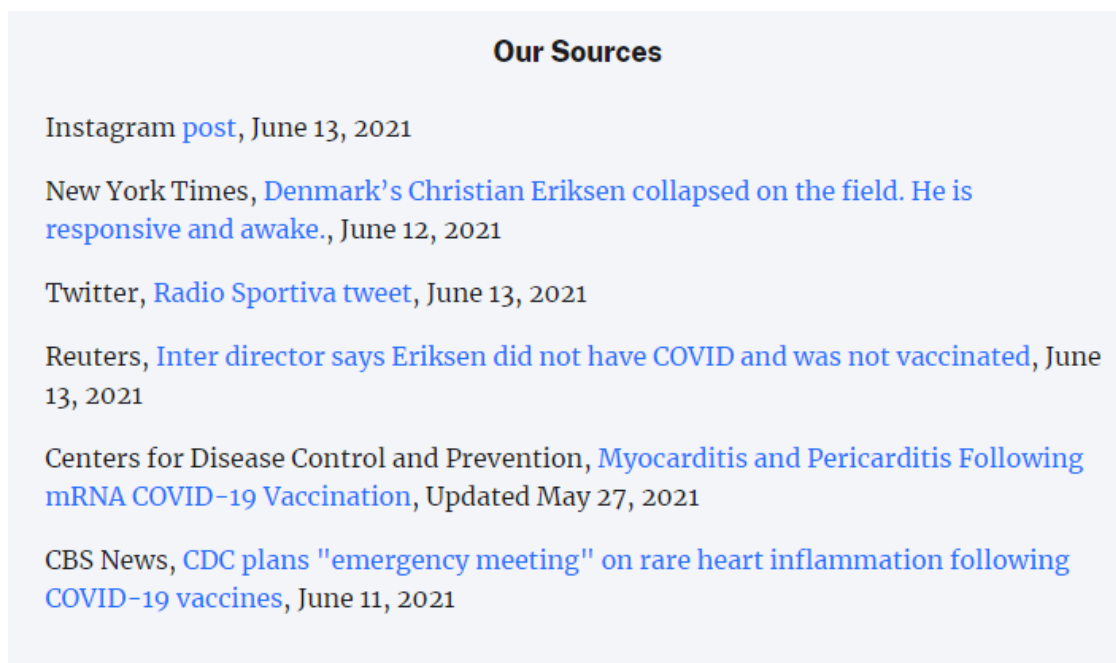 Our Sources
Instagram post, June 13, 2021
New York Times, Denmark’s Christian Eriksen collapsed on the field. He is
responsive and awake., June 12, 2021
Twitter, Radio Sportiva tweet, June 13, 2021
Reuters, Inter director says Eriksen did not have COVID and was not vaccinated, June
13, 2021
Centers for Disease Control and Prevention, Myocarditis and Pericarditis Following
mRNA COVID-19 Vaccination, Updated May 27, 2021
CBS News, CDC plans "emergency meeting" on rare heart inflammation following
COVID-19 vaccines, June 11, 2021